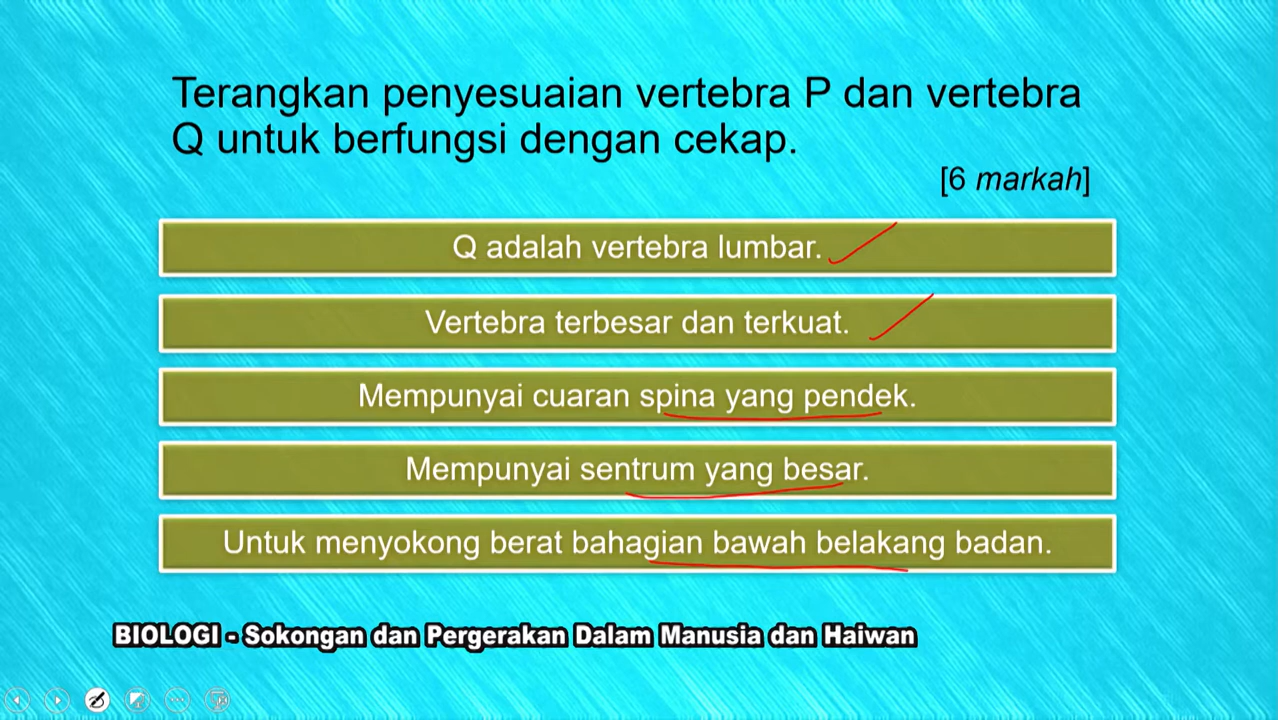 Terangkan penyesuaian vertebra P dan vertebra
Q untuk berfungsi dengan cekap.
[6 markah]
Q adalah vertebra lumbar.
Vertebra terbesar dan terkuat.
Mempunyai cuaran spina yang pendek.
Mempunyai sentrum yang besar.
Untuk menyokong berat bahagian bawah belakang badan.
BIOLOGI - Sokongan dan Pergerakan Dalam Manusia dan Haiwan